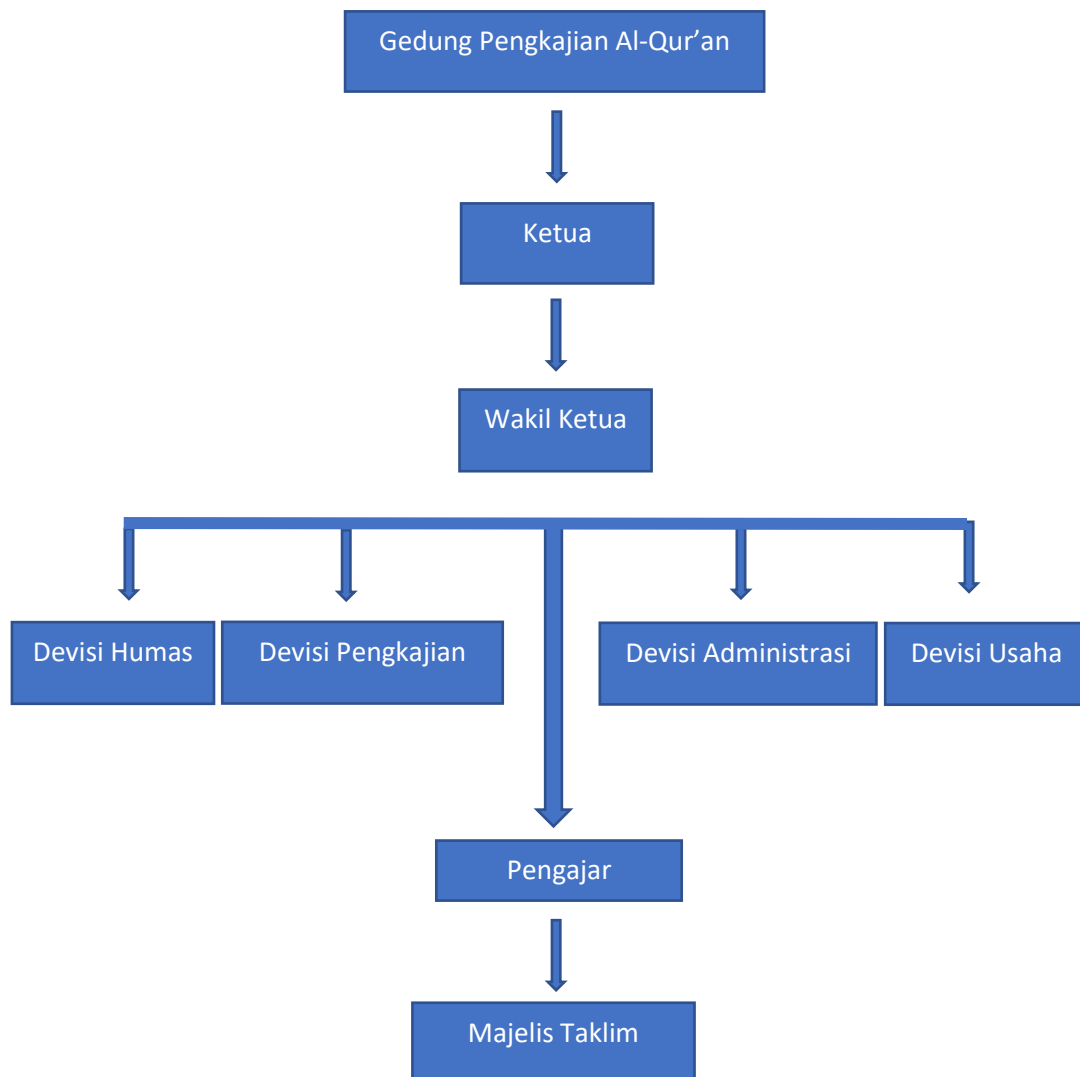 Gedung Pengkajian Al-Qur’an
Ketua
Wakil Ketua
Devisi Humas
Devisi Pengkajian
Devisi Administrasi
Devisi Usaha
Pengajar
Majelis Taklim